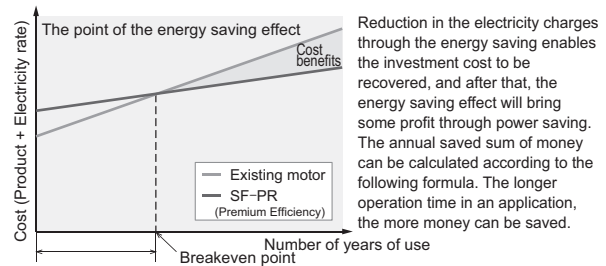 The point of the energy saving effect
Cost
benefits
Cost (Product + Electricity rate)
Existing motor
SF-PR
(Premium Efficiency)
Number of years of use
Breakeven point
Reduction in the electricity charges
through the energy saving enables
the investment cost to be
recovered, and after that, the
energy saving effect will bring
some profit through power saving.
The annual saved sum of money
can be calculated according to the
following formula. The longer
operation time in an application,
the more money can be saved.